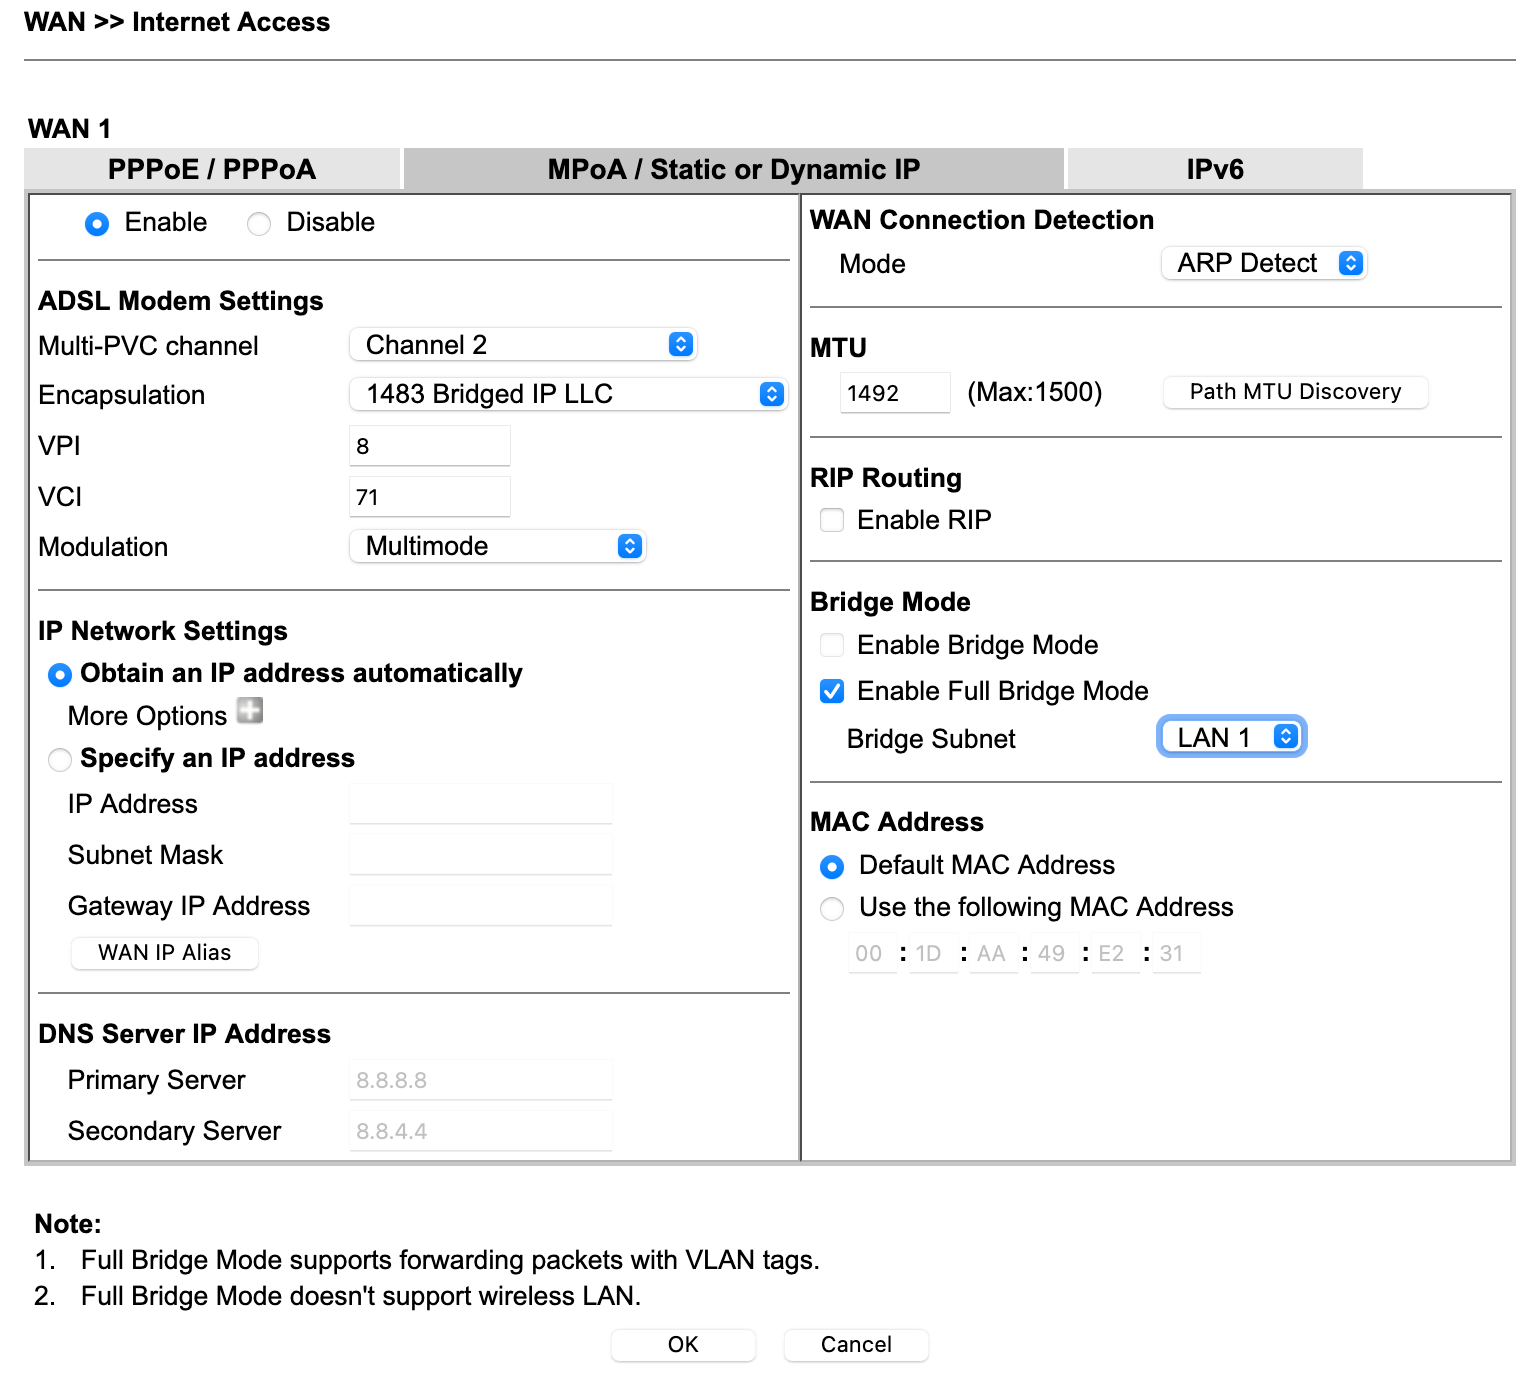 WAN >> Internet Access
WAN 1
PPPoE / PPPoA
MPoA / Static or Dynamic IP
IPv6
Enable Disable
ADSL Modem Settings
Multi-PVC channel Channel 2
Encapsulation 1483 Bridged IP LLC
VPI 8
VCI 71
Modulation Multimode
IP Network Settings
Obtain an IP address automatically
More Options
Specify an IP address
IP Address
Subnet Mask
Gateway IP Address
WAN IP Alias
DNS Server IP Address
Primary Server 8.8.8.8
Secondary Server 8.8.4.4
WAN Connection Detection
Mode ARP Detect
MTU
1492 (Max:1500) Path MTU Discovery
RIP Routing
Enable RIP
Bridge Mode
Enable Bridge Mode
Enable Full Bridge Mode
Bridge Subnet LAN 1
MAC Address
Default MAC Address
Use the following MAC Address
00 : 1D : AA : 49 : E2 : 31
Note:
1. Full Bridge Mode supports forwarding packets with VLAN tags.
2. Full Bridge Mode doesn't support wireless LAN.
OK Cancel